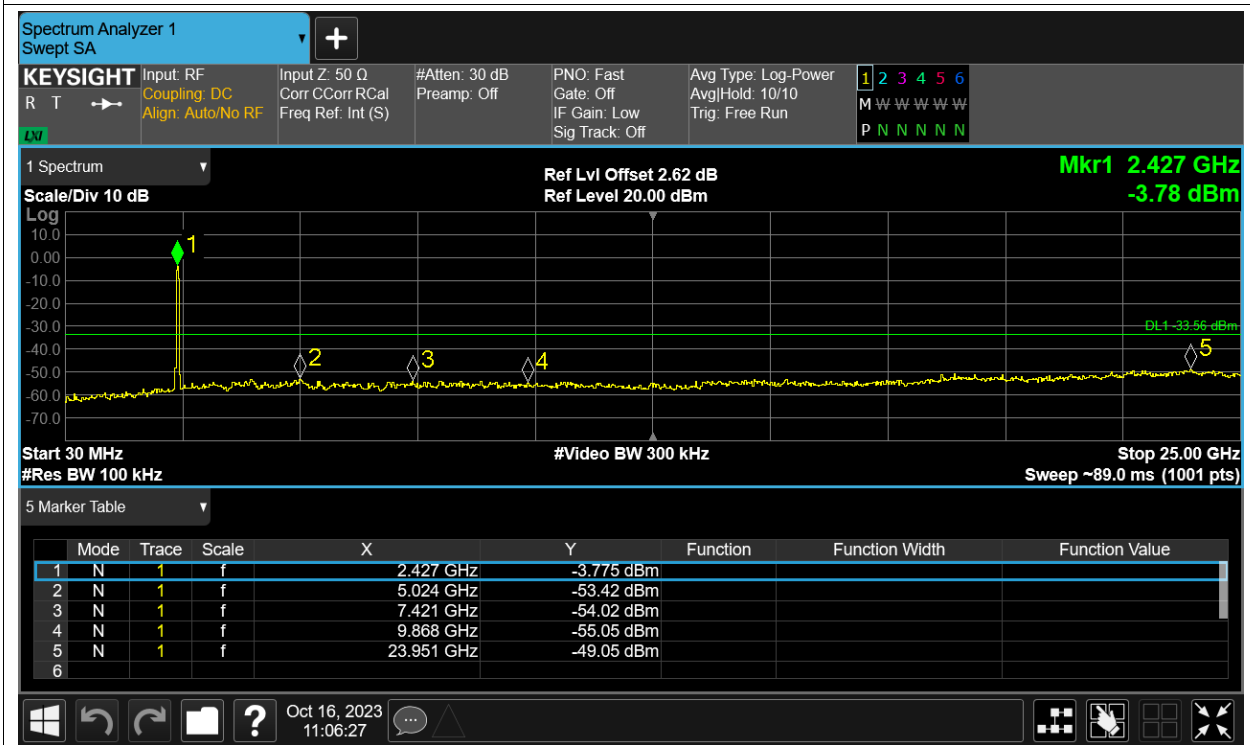 Spectrum Analyzer 1
Swept SA
+
KEYSIGHT
R T
LXI
Input: RF
Coupling: DC
Align: Auto/No RF
Input Z: 50 Ω
Corr CCorr RCal
Freq Ref: Int (S)
#Atten: 30 dB
Preamp: Off
PNO: Fast
Gate: Off
IF Gain: Low
Sig Track: Off
Avg Type: Log-Power
Avg|Hold: 10/10
Trig: Free Run
1 2 3 4 5 6
M W W W W W
P N N N N N
1 Spectrum
Scale/Div 10 dB
Ref Lvl Offset 2.62 dB
Ref Level 20.00 dBm
Mkr1 2.427 GHz
-3.78 dBm
Log
10.0
0.00
-10.0
-20.0
-30.0
-40.0
-50.0
-60.0
-70.0
1
2
3
4
5
DL1 -33.56 dBm
Start 30 MHz
#Video BW 300 kHz
Stop 25.00 GHz
#Res BW 100 kHz
Sweep ~89.0 ms (1001 pts)
5 Marker Table
Mode Trace Scale X Y Function Function Width Function Value
1 N 1 f 2.427 GHz -3.775 dBm
2 N 1 f 5.024 GHz -53.42 dBm
3 N 1 f 7.421 GHz -54.02 dBm
4 N 1 f 9.868 GHz -55.05 dBm
5 N 1 f 23.951 GHz -49.05 dBm
6
?
Oct 16, 2023
11:06:27